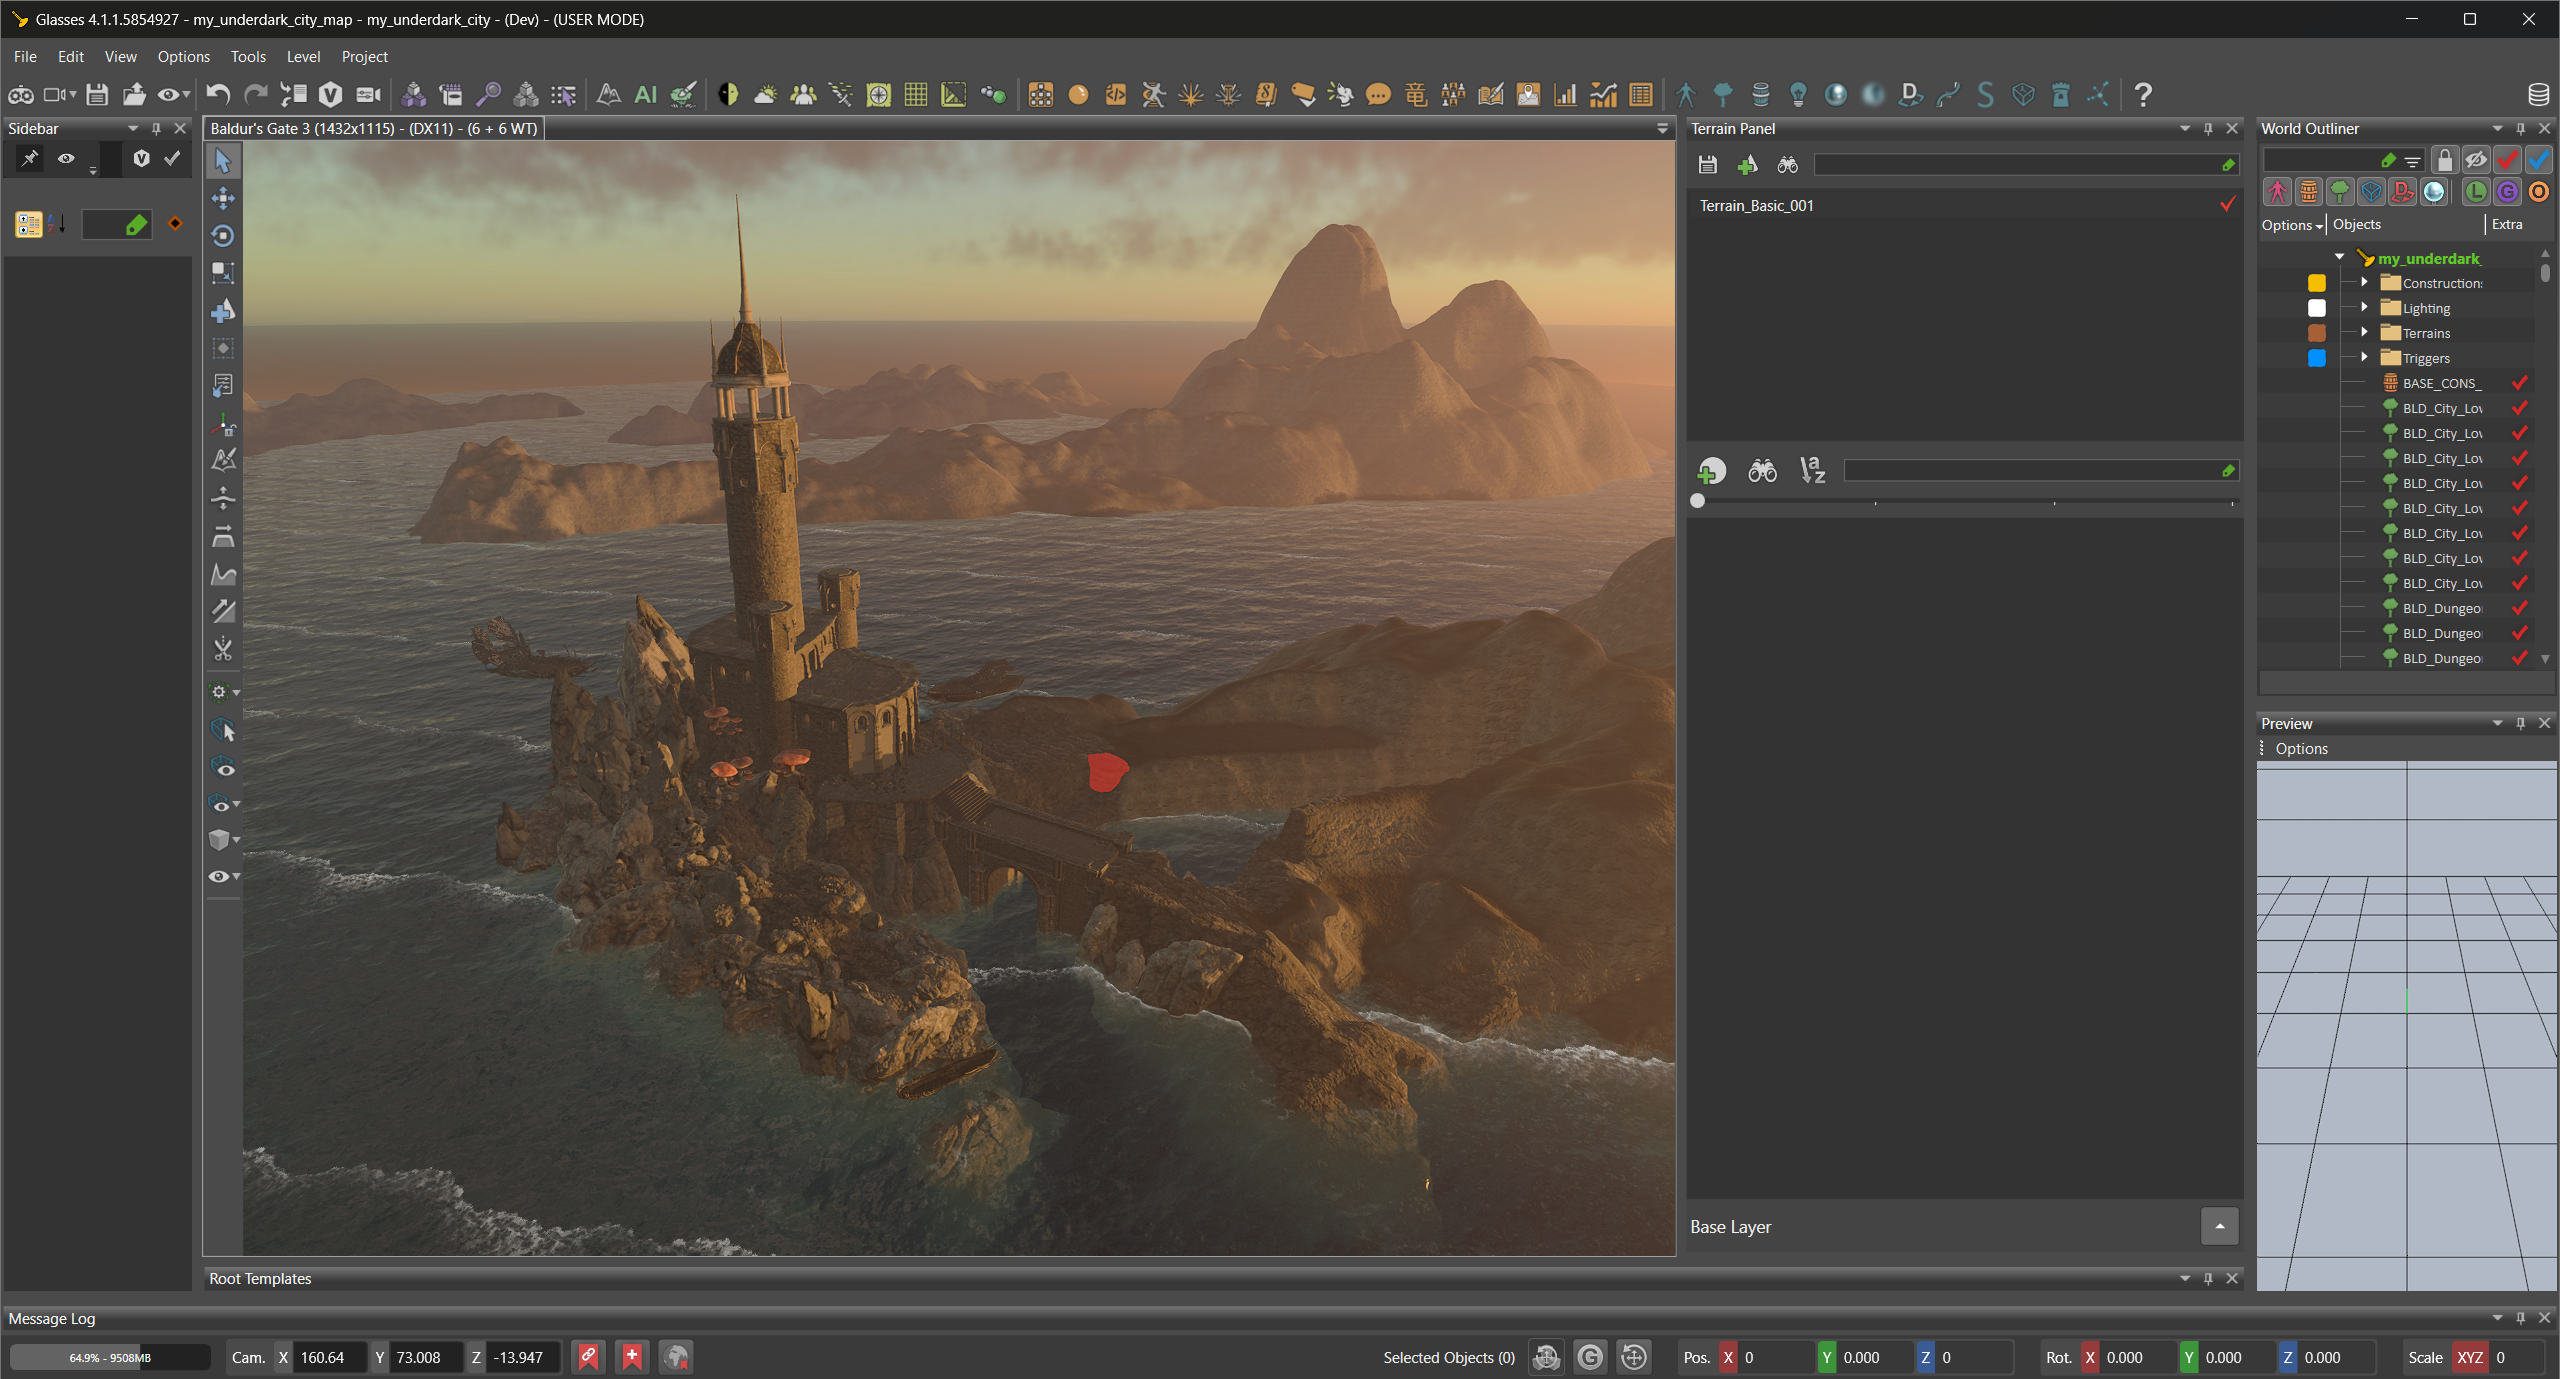 Glasses 4.1.1.5854927 - my_underdark_city_map - my_underdark_city - (Dev) - (USER MODE)
File Edit View Options Tools Level Project
AI
Sidebar
Baldur's Gate 3 (1432x1115) - (DX11) - (6 + 6 WT)
Terrain Panel
Terrain_Basic_001
Base Layer
World Outliner
Options Objects Extra
my_underdark_
Constructions
Lighting
Terrains
Triggers
BASE_CONS_
BLD_City_Lov
BLD_City_Lov
BLD_City_Lov
BLD_City_Lov
BLD_City_Lov
BLD_City_Lov
BLD_City_Lov
BLD_City_Lov
BLD_Dungeo
BLD_Dungeo
BLD_Dungeo
Preview
Options
Root Templates
Message Log
64.9% - 9508MB
Cam. X 160.64 Y 73.008 Z -13.947
Selected Objects (0)
G
Pos. X 0 Y 0.000 Z 0
Rot. X 0.000 Y 0.000 Z 0.000
Scale XYZ 0